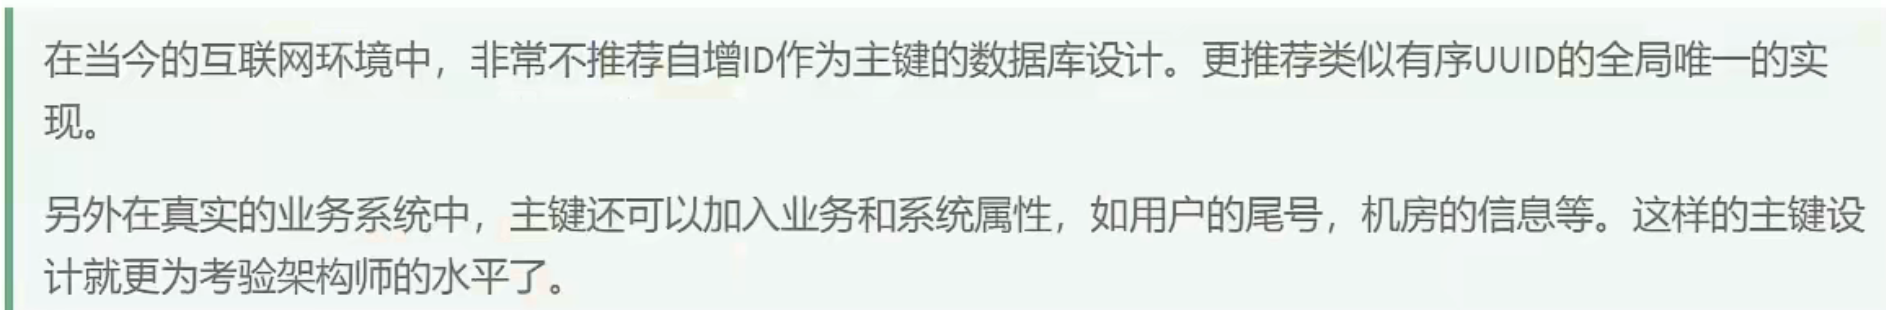 在当今的互联网环境中，非常不推荐自增ID作为主键的数据库设计。更推荐类似有序UUID的全局唯一的实
现。
另外在真实的业务系统中，主键还可以加入业务和系统属性，如用户的尾号，机房的信息等。这样的主键设
计就更为考验架构师的水平了。